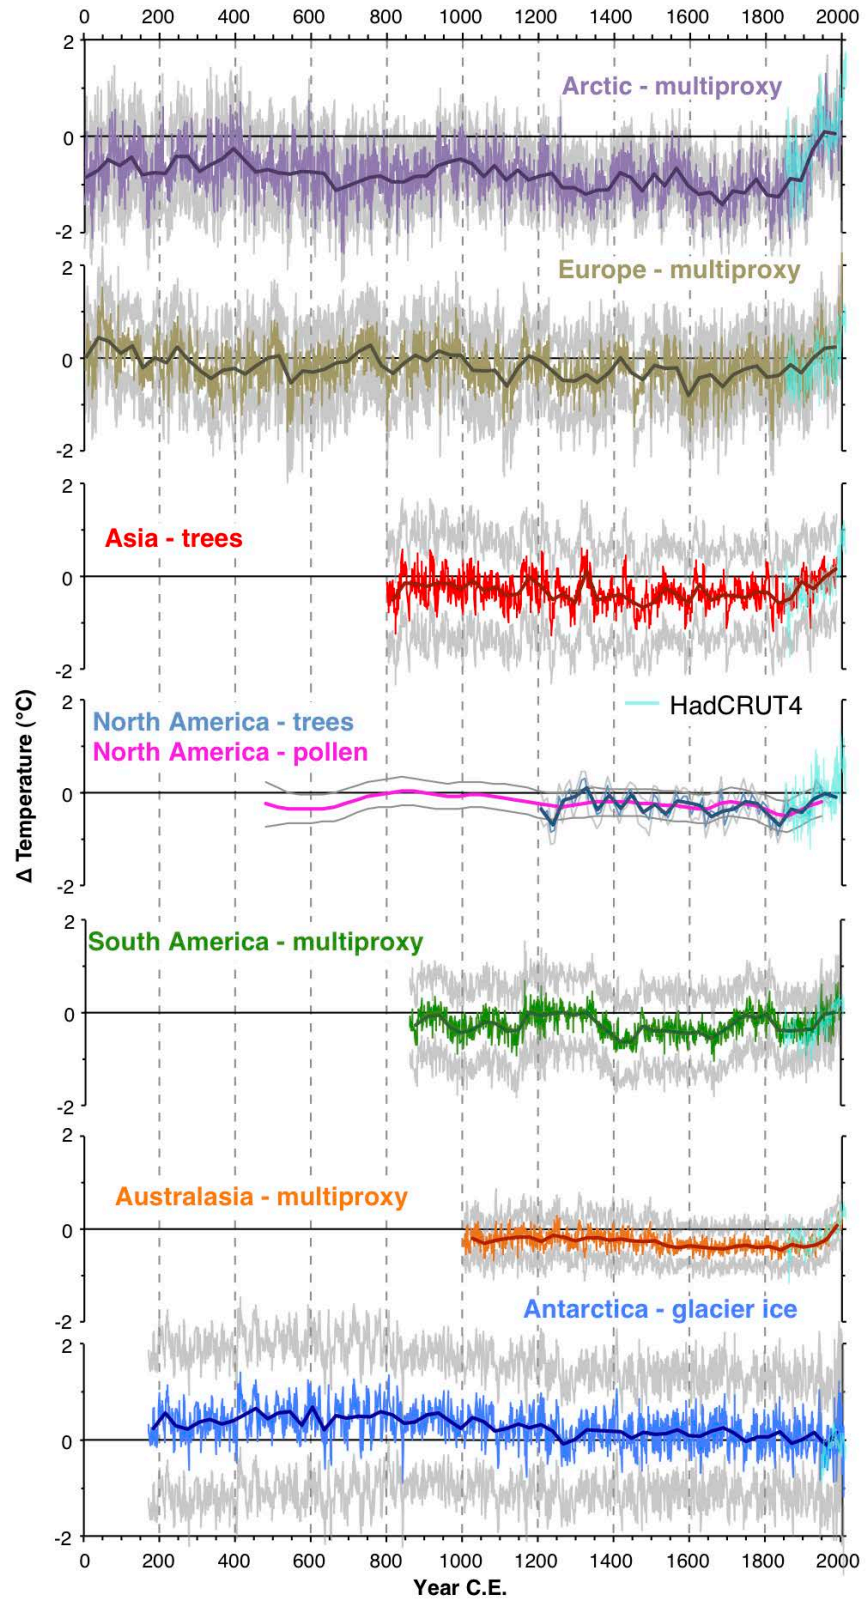 0 200 400 600 800 1000 1200 1400 1600 1800 2000
2
Arctic - multiproxy
0
-2
2
Europe - multiproxy
0
-2
2
Asia - trees
0
-2
2
HadCRUT4
North America - trees
North America - pollen
0
Δ Temperature (°C)
-2
2
South America - multiproxy
0
-2
2
Australasia - multiproxy
0
-2
Antarctica - glacier ice
2
0
-2
0 200 400 600 800 1000 1200 1400 1600 1800 2000
Year C.E.